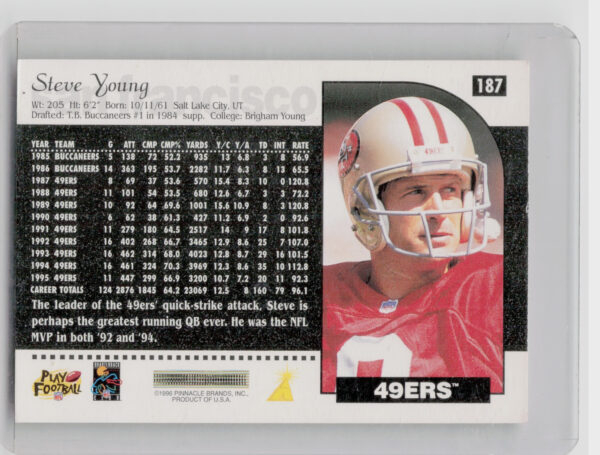 Steve Young
187
Francisco
Wt: 205 Ht: 6'2" Born: 10/11/61 Salt Lake City, UT
Drafted: T.B. Buccaneers #1 in 1984 supp. College: Brigham Young
YEAR TEAM G ATT CMP CMP% YARDS Y/C Y/A TD INT RATE
1985 BUCCANEERS 5 138 72 52.2 935 13 6.8 3 8 56.9
1986 BUCCANEERS 14 363 195 53.7 2282 11.7 6.3 8 13 65.5
1987 49ERS 8 69 37 53.6 570 15.4 8.3 10 0 120.8
1988 49ERS 11 101 54 53.5 680 12.6 6.7 3 3 72.2
1989 49ERS 10 92 64 69.6 1001 15.6 10.9 8 3 120.8
1990 49ERS 6 62 38 61.3 427 11.2 6.9 2 0 92.6
1991 49ERS 11 279 180 64.5 2517 14 9 17 8 101.8
1992 49ERS 16 402 268 66.7 3465 12.9 8.6 25 7 107.0
1993 49ERS 16 462 314 68.0 4023 12.8 8.7 29 16 101.5
1994 49ERS 16 461 324 70.3 3969 12.3 8.6 35 10 112.8
1995 49ERS 11 447 299 66.9 3200 10.7 7.2 20 11 92.3
CAREER TOTALS 124 2876 1845 64.2 23069 12.5 8 160 79 96.1
The leader of the 49ers' quick-strike attack, Steve is
perhaps the greatest running QB ever. He was the NFL
MVP in both '92 and '94.
49ERS
PLAY
FOOTBALL
NFL
©1996 PINNACLE BRANDS, INC.,
PRODUCT OF U.S.A.
49ERS™